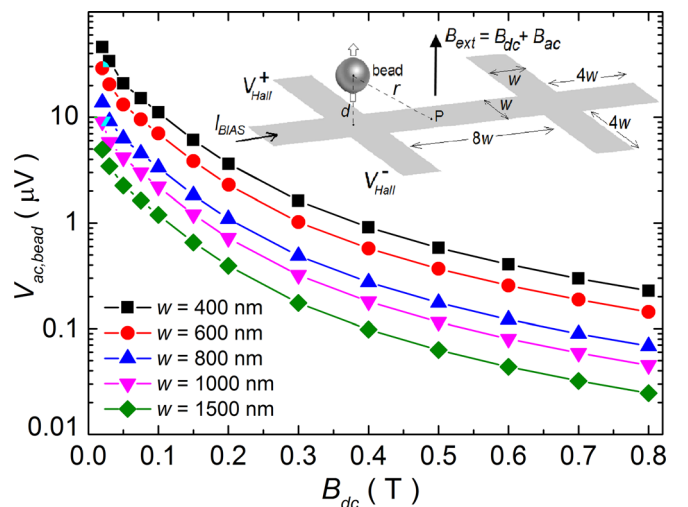 V_ac,bead ( μV )
10
1
0.1
0.01
0.0 0.1 0.2 0.3 0.4 0.5 0.6 0.7 0.8
B_dc ( T )
w = 400 nm
w = 600 nm
w = 800 nm
w = 1000 nm
w = 1500 nm
B_ext = B_dc + B_ac
bead
V_Hall^+
r
d
P
I_BIAS
V_Hall^-
w
w
4w
4w
8w